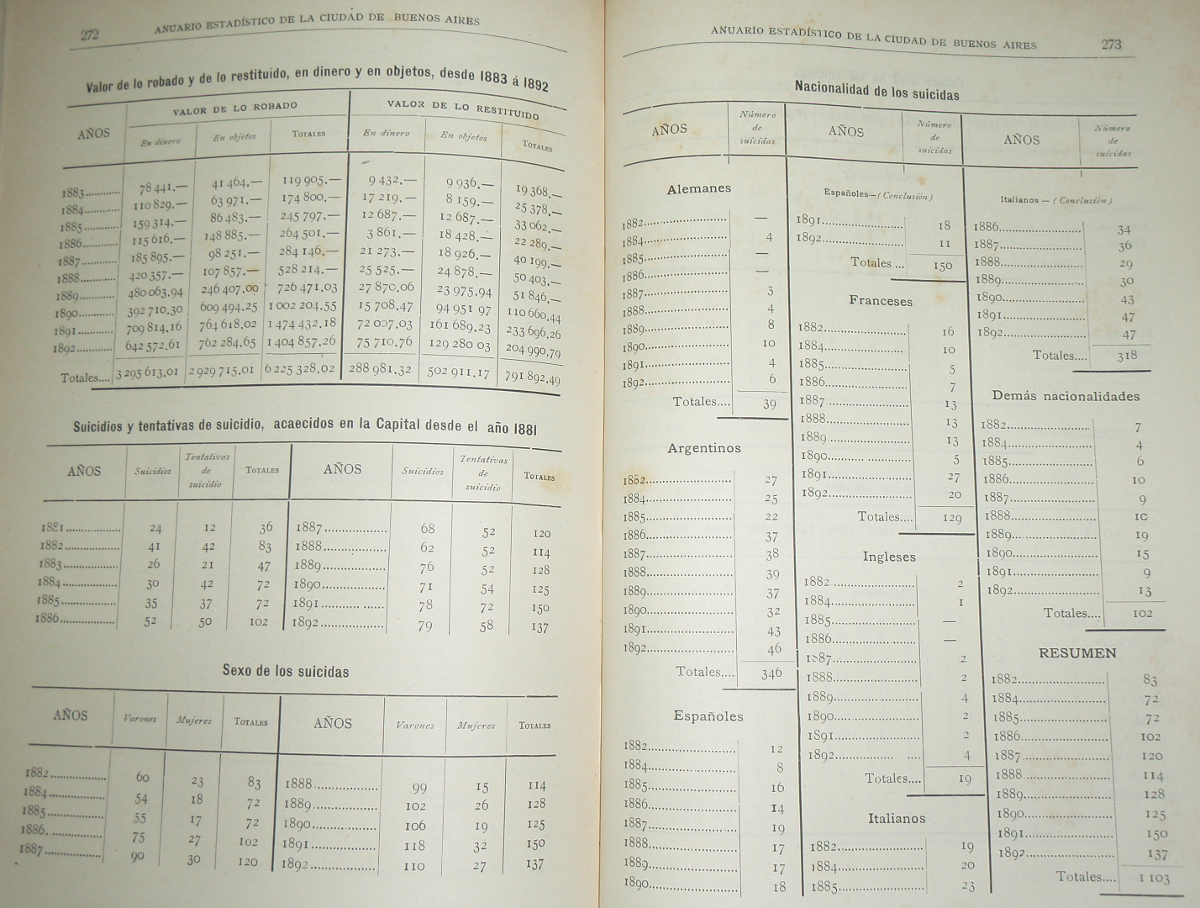 272
ANUARIO ESTADÍSTICO DE LA CIUDAD DE BUENOS AIRES
Valor de lo robado y de lo restituido, en dinero y en objetos, desde 1883 á 1892
AÑOS VALOR DE LO ROBADO VALOR DE LO RESTITUIDO
En dinero En objetos TOTALES En dinero En objetos TOTALES
1883........... 78 441.— 41 464.— 119 905.— 9 432.— 9 936.— 19 368.—
1884........... 110 829.— 63 971.— 174 800.— 17 219.— 8 159.— 25 378.—
1885........... 159 314.— 86 483.— 245 797.— 12 687.— 12 687.— 33 062.—
1886........... 115 616.— 148 885.— 264 501.— 3 861.— 18 428.— 22 289.—
1887........... 185 895.— 98 251.— 284 146.— 21 273.— 18 926.— 40 199.—
1888........... 420 357.— 107 857.— 528 214.— 25 525.— 24 878.— 50 403.—
1889........... 480 063.94 246 407.09 726 471.03 27 870.06 23 975.94 51 846.—
1890........... 392 710.30 609 494.25 1 002 204.55 15 708.47 94 951 97 110 660.44
1891........... 709 814.16 764 618.02 1 474 432.18 72 007.03 161 689.23 233 696.26
1892........... 642 572.61 762 284.65 1 404 857.26 75 710.76 129 280 03 204 990.79
Totales.... 3 295 613.01 2 929 715.01 6 225 328.02 288 981.32 502 911.17 791 892.49
Suicidios y tentativas de suicidio, acaecidos en la Capital desde el año 1881
AÑOS Suicidios Tentativas de suicidio TOTALES AÑOS Suicidios Tentativas de suicidio TOTALES
1881.................. 24 12 36 1887.................. 68 52 120
1882.................. 41 42 83 1888.................. 62 52 114
1883.................. 26 21 47 1889.................. 76 52 128
1884.................. 30 42 72 1890.................. 71 54 125
1885.................. 35 37 72 1891.................. 78 72 150
1886.................. 52 50 102 1892.................. 79 58 137
Sexo de los suicidas
AÑOS Varones Mujeres TOTALES AÑOS Varones Mujeres TOTALES
1882.................. 60 23 83 1888.................. 99 15 114
1884.................. 54 18 72 1889.................. 102 26 128
1885.................. 55 17 72 1890.................. 106 19 125
1886.................. 75 27 102 1891.................. 118 32 150
1887.................. 90 30 120 1892.................. 110 27 137
ANUARIO ESTADÍSTICO DE LA CIUDAD DE BUENOS AIRES
273
Nacionalidad de los suicidas
AÑOS Número de suicidas
Alemanes
1882...................... —
1884...................... 4
1885...................... —
1886...................... —
1887...................... 3
1888...................... 4
1889...................... 8
1890...................... 10
1891...................... 4
1892...................... 6
Totales.... 39
Argentinos
1882...................... 27
1884...................... 25
1885...................... 22
1886...................... 37
1887...................... 38
1888...................... 39
1889...................... 37
1890...................... 32
1891...................... 43
1892...................... 46
Totales.... 346
Españoles
1882...................... 12
1884...................... 8
1885...................... 16
1886...................... 14
1887...................... 19
1888...................... 17
1889...................... 17
1890...................... 18
AÑOS Número de suicidas
Españoles—(Conclusión)
1891...................... 18
1892...................... 11
Totales.... 150
Franceses
1882...................... 16
1884...................... 10
1885...................... 5
1886...................... 7
1887...................... 13
1888...................... 13
1889...................... 13
1890...................... 5
1891...................... 27
1892...................... 20
Totales.... 129
Ingleses
1882...................... 2
1884...................... 1
1885...................... —
1886...................... —
1887...................... 2
1888...................... 2
1889...................... 4
1890...................... 2
1891...................... 2
1892...................... 4
Totales.... 19
Italianos
1882...................... 19
1884...................... 20
1885...................... 23
AÑOS Número de suicidas
Italianos — (Conclusión)
1886...................... 34
1887...................... 36
1888...................... 29
1889...................... 30
1890...................... 43
1891...................... 47
1892...................... 47
Totales.... 318
Demás nacionalidades
1882...................... 7
1884...................... 4
1885...................... 6
1886...................... 10
1887...................... 9
1888...................... 10
1889...................... 19
1890...................... 15
1891...................... 9
1892...................... 13
Totales.... 102
RESUMEN
1882...................... 83
1884...................... 72
1885...................... 72
1886...................... 102
1887...................... 120
1888...................... 114
1889...................... 128
1890...................... 125
1891...................... 150
1892...................... 137
Totales.... 1 103